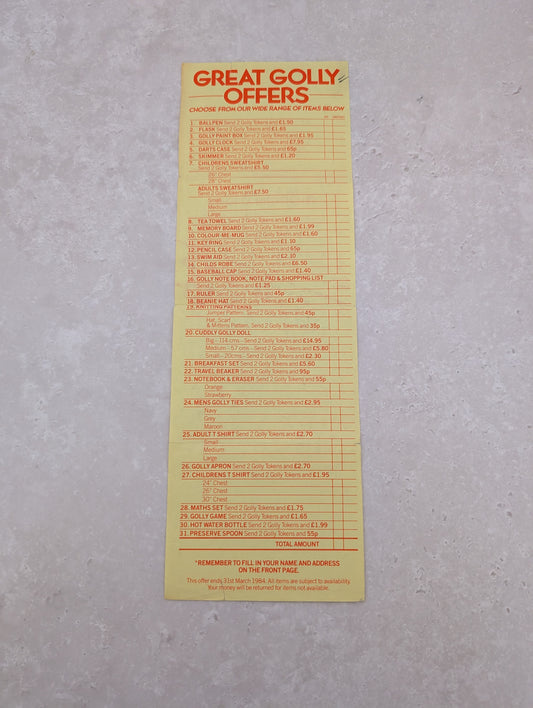 GREAT GOLLY
OFFERS
CHOOSE FROM OUR WIDE RANGE OF ITEMS BELOW
1. BALLPEN Send 2 Golly Tokens and £1.50
2. FLASK Send 2 Golly Tokens and £1.65
3. GOLLY PAINT BOX Send 2 Golly Tokens and £1.95
4. GOLLY CLOCK Send 2 Golly Tokens and £7.95
5. DARTS CASE Send 2 Golly Tokens and 65p
6. SKIMMER Send 2 Golly Tokens and £1.20
7. CHILDRENS SWEATSHIRT
Send 2 Golly Tokens and £5.50
26" Chest
28" Chest
ADULTS SWEATSHIRT
Send 2 Golly Tokens and £7.50
Small
Medium
Large
8. TEA TOWEL Send 2 Golly Tokens and £1.60
9. MEMORY BOARD Send 2 Golly Tokens and £1.99
10. COLOUR-ME-MUG Send 2 Golly Tokens and £1.60
11. KEY RING Send 2 Golly Tokens and £1.10
12. PENCIL CASE Send 2 Golly Tokens and 65p
13. SWIM AID Send 2 Golly Tokens and £2.10
14. CHILDS ROBE Send 2 Golly Tokens and £6.50
15. BASEBALL CAP Send 2 Golly Tokens and £1.40
16. GOLLY NOTE BOOK, NOTE PAD & SHOPPING LIST
Send 2 Golly Tokens and £1.25
17. RULER Send 2 Golly Tokens and 45p
18. BEANIE HAT Send 2 Golly Tokens and £1.40
19. KNITTING PATTERNS
Jumper Pattern, Send 2 Golly Tokens and 45p
Hat, Scarf
& Mittens Pattern, Send 2 Golly Tokens and 35p
20. CUDDLY GOLLY DOLL
Big – 114 cms – Send 2 Golly Tokens and £14.95
Medium – 57 cms – Send 2 Golly Tokens and £5.80
Small – 20cms – Send 2 Golly Tokens and £2.30
21. BREAKFAST SET Send 2 Golly Tokens and £5.60
22. TRAVEL BEAKER Send 2 Golly Tokens and 95p
23. NOTEBOOK & ERASER Send 2 Golly Tokens and 55p
Orange
Strawberry
24. MENS GOLLY TIES Send 2 Golly Tokens and £2.95
Navy
Grey
Maroon
25. ADULT T SHIRT Send 2 Golly Tokens and £2.70
Small
Medium
Large
26. GOLLY APRON Send 2 Golly Tokens and £2.70
27. CHILDRENS T SHIRT Send 2 Golly Tokens and £1.95
24" Chest
26" Chest
30" Chest
28. MATHS SET Send 2 Golly Tokens and £1.75
29. GOLLY GAME Send 2 Golly Tokens and £1.65
30. HOT WATER BOTTLE Send 2 Golly Tokens and £1.99
31. PRESERVE SPOON Send 2 Golly Tokens and 55p
TOTAL AMOUNT
*REMEMBER TO FILL IN YOUR NAME AND ADDRESS
ON THE FRONT PAGE.
This offer ends 31st March 1984. All items are subject to availability.
Your money will be returned for items not available.